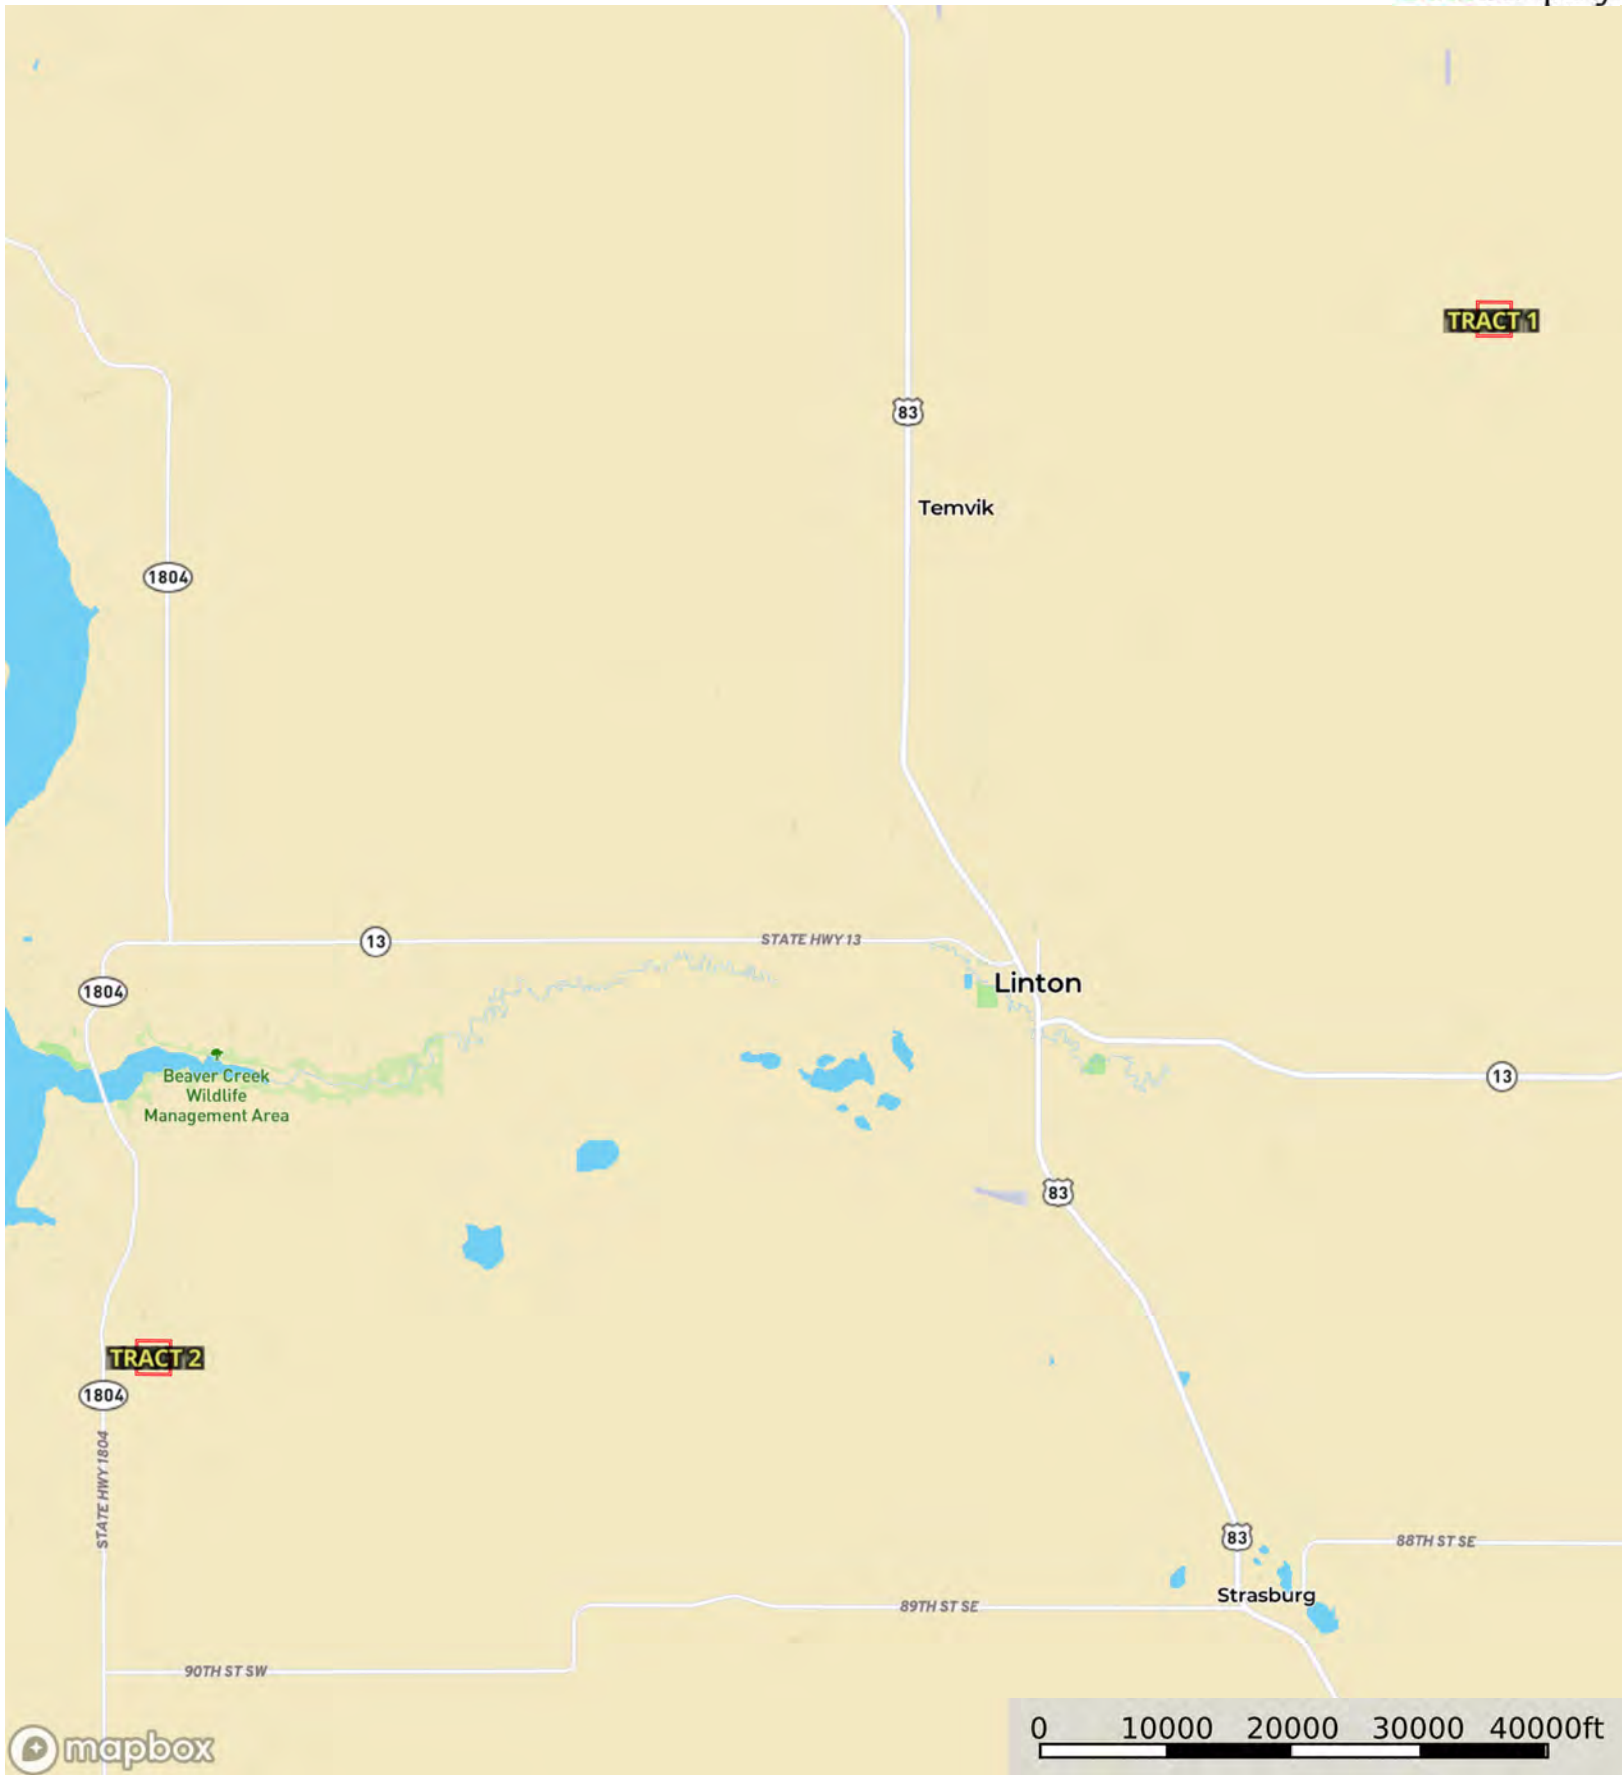 TRACT 1
83
Temvik
1804
13
STATE HWY 13
Linton
1804
Beaver Creek
Wildlife
Management Area
13
83
TRACT 2
1804
STATE HWY 1804
83
88TH ST SE
Strasburg
89TH ST SE
90TH ST SW
0 10000 20000 30000 40000ft
mapbox